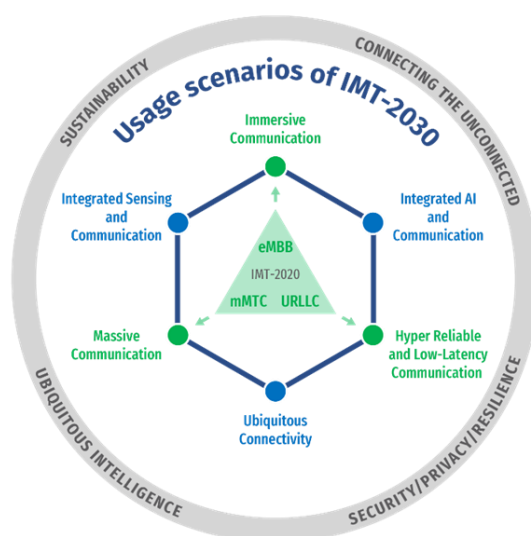 SUSTAINABILITY
CONNECTING THE UNCONNECTED
Usage scenarios of IMT-2030
Immersive
Communication
Integrated Sensing
and
Communication
Integrated AI
and
Communication
eMBB
IMT-2020
mMTC URLLC
Massive
Communication
Hyper Reliable
and Low-Latency
Communication
Ubiquitous
Connectivity
UBIQUITOUS INTELLIGENCE
SECURITY/PRIVACY/RESILIENCE